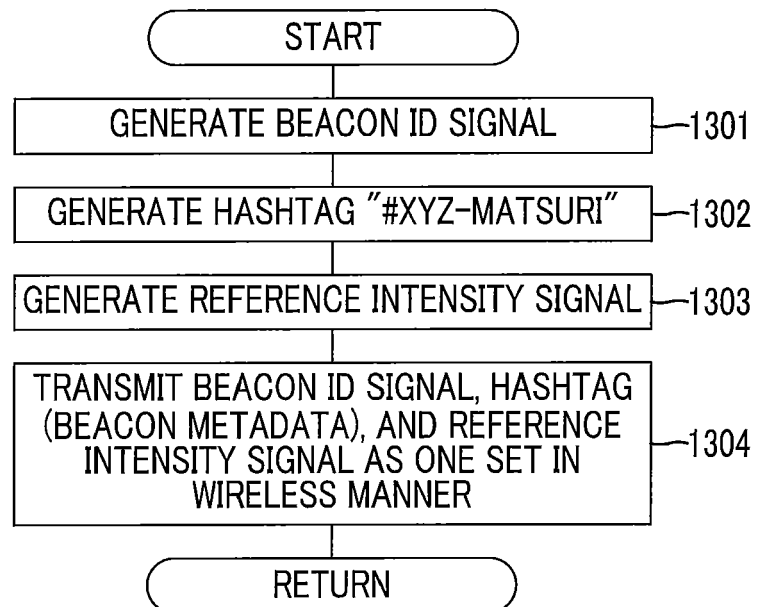 START
GENERATE BEACON ID SIGNAL
1301
GENERATE HASHTAG "#XYZ-MATSURI"
1302
GENERATE REFERENCE INTENSITY SIGNAL
1303
TRANSMIT BEACON ID SIGNAL, HASHTAG
(BEACON METADATA), AND REFERENCE
INTENSITY SIGNAL AS ONE SET IN
WIRELESS MANNER
1304
RETURN